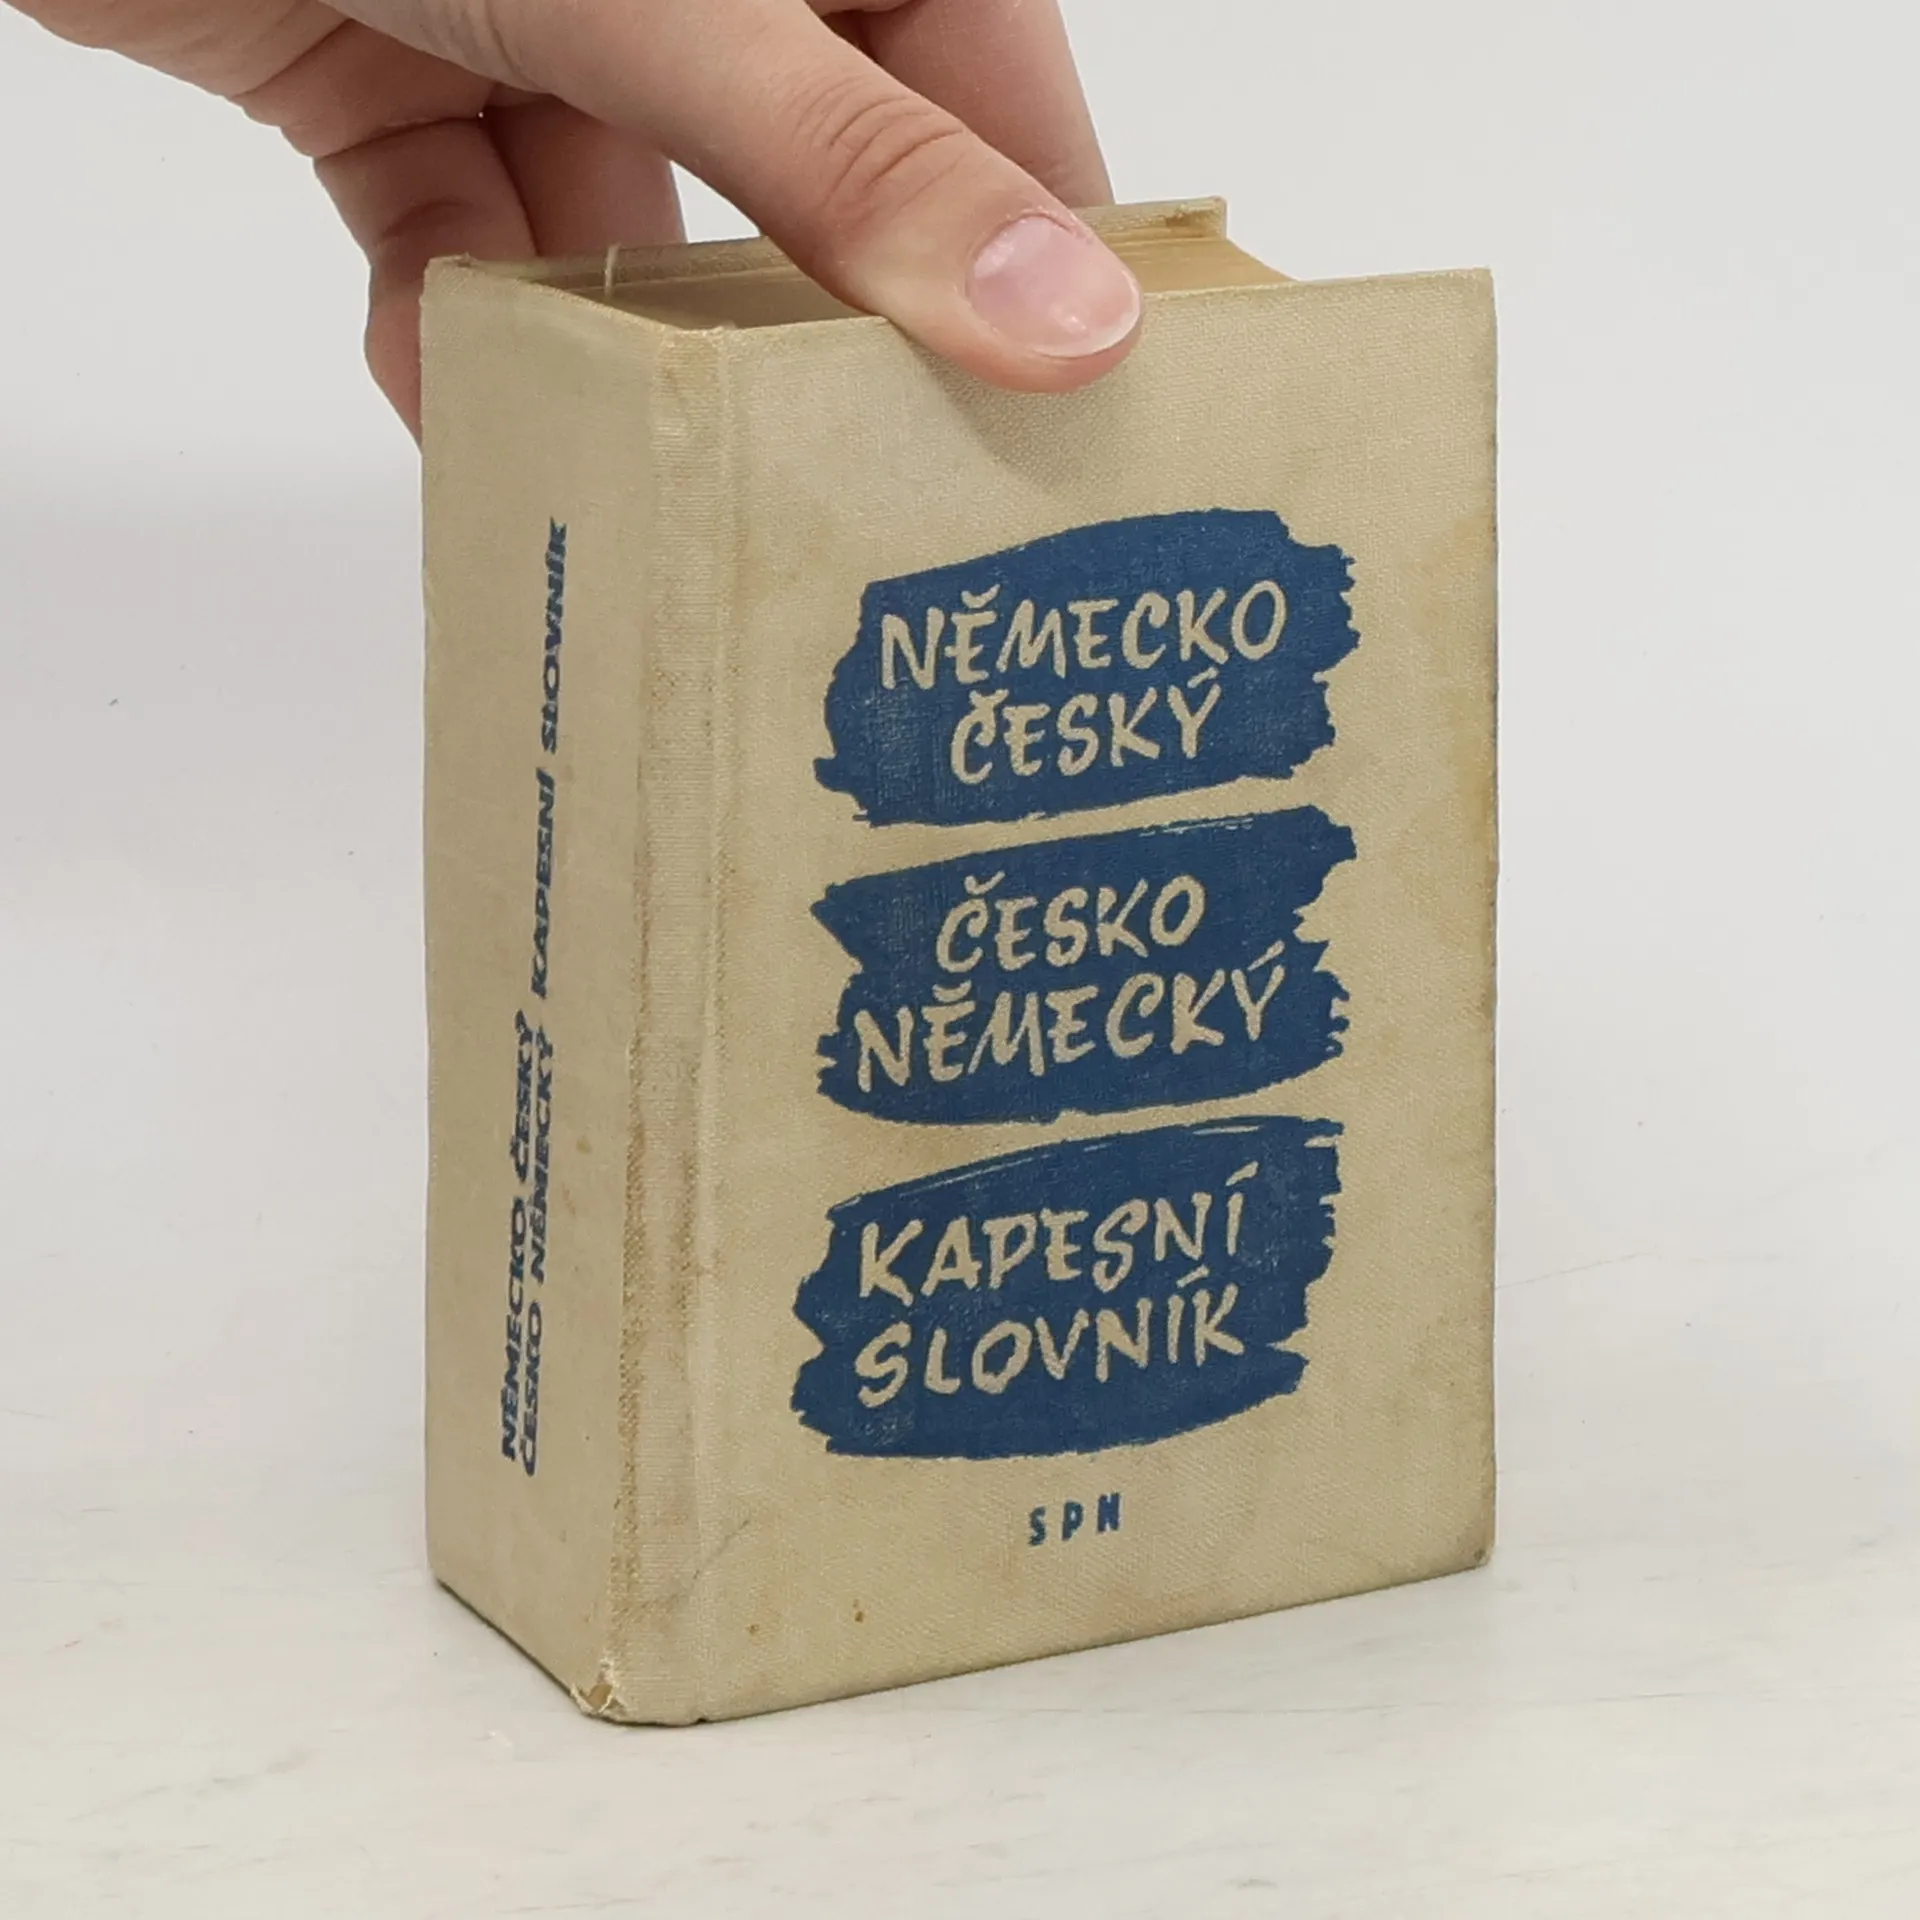 NĚMECKO ČESKÝ
ČESKO NĚMECKÝ KAPESNÍ SLOVNÍK
NĚMECKO
ČESKÝ
ČESKO
NĚMECKÝ
KAPESNÍ
SLOVNÍK
SPN